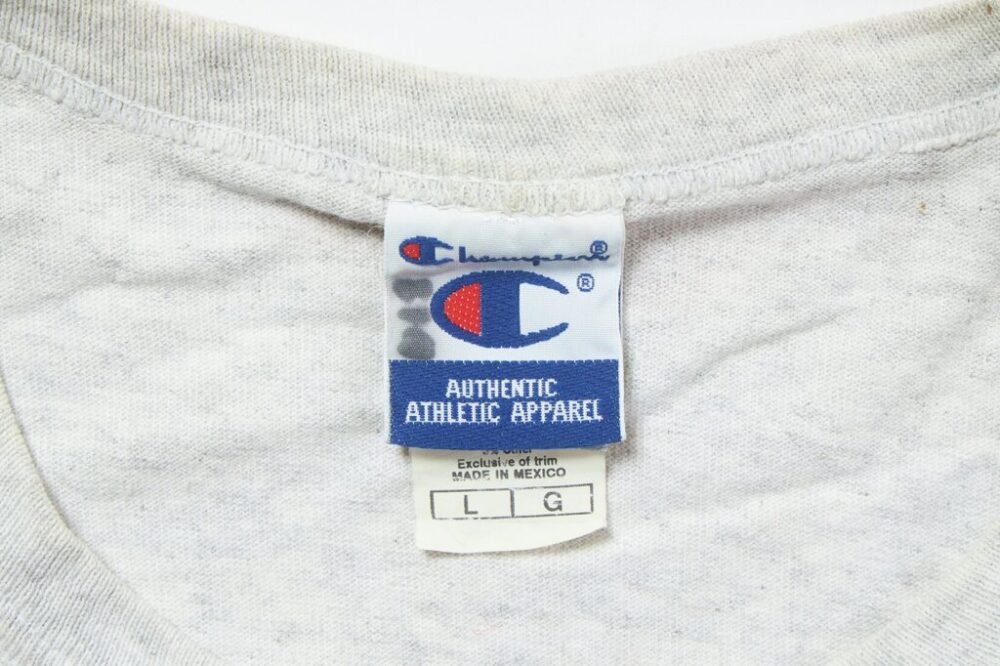 Champion®
®
AUTHENTIC
ATHLETIC APPAREL
Exclusive of trim
MADE IN MEXICO
L G